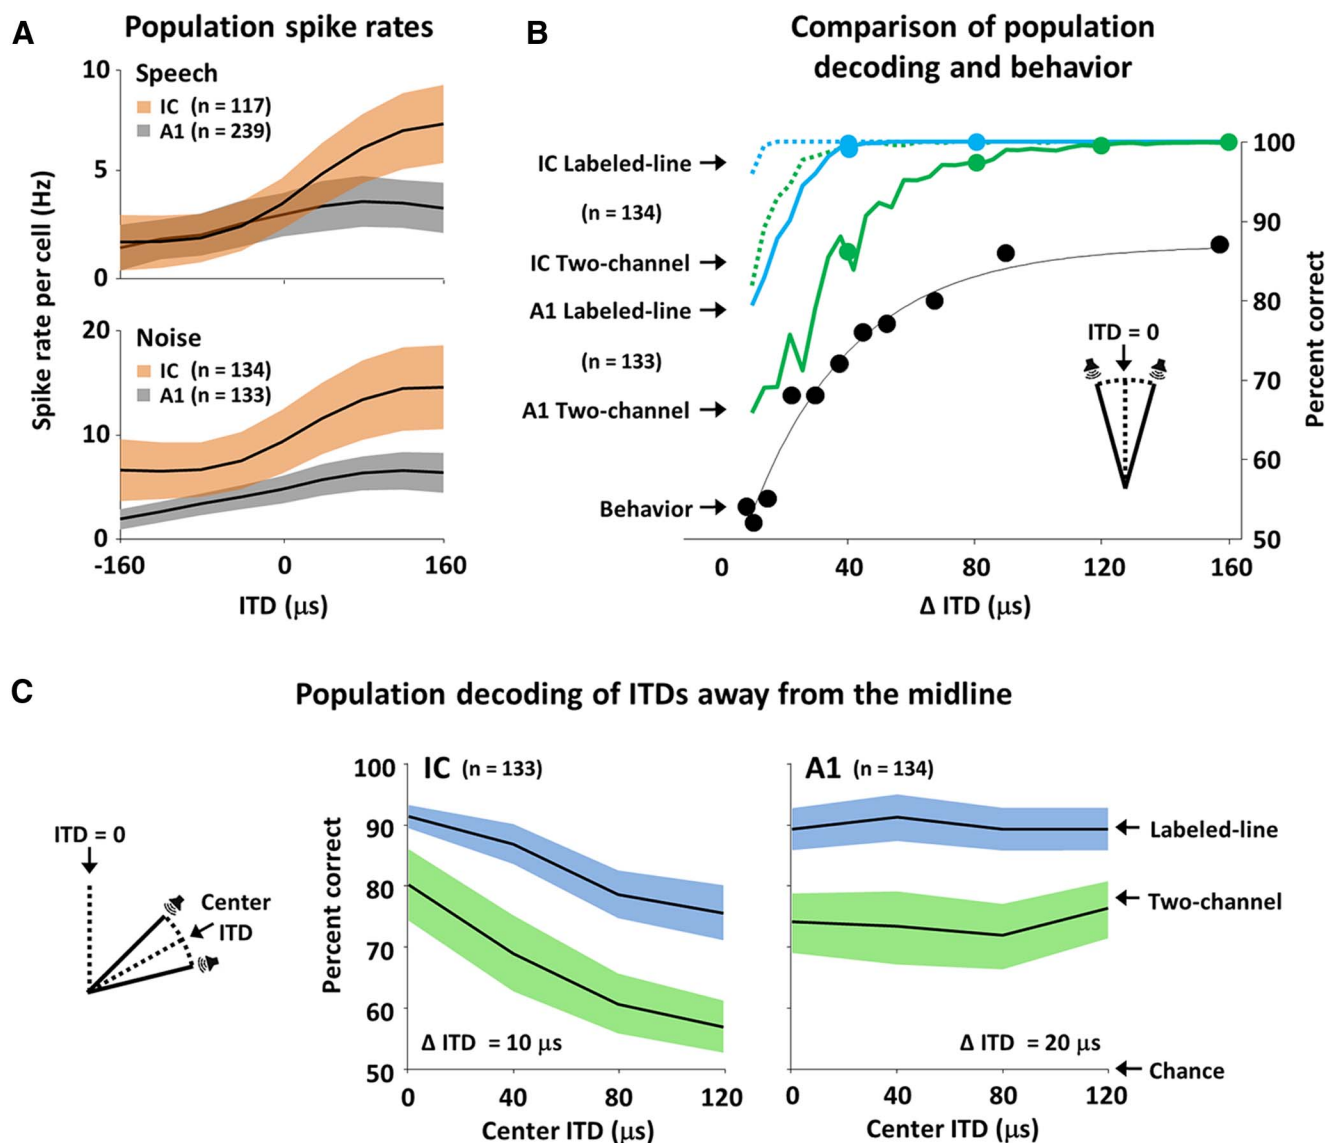 A
Population spike rates
10
Speech
IC (n = 117)
A1 (n = 239)
5
0
20
Noise
IC (n = 134)
A1 (n = 133)
10
0
-160
0
160
Spike rate per cell (Hz)
ITD (μs)
B
Comparison of population
decoding and behavior
IC Labeled-line
(n = 134)
IC Two-channel
A1 Labeled-line
(n = 133)
A1 Two-channel
Behavior
100
90
80
70
60
50
Percent correct
ITD = 0
0
40
80
120
160
Δ ITD (μs)
C
Population decoding of ITDs away from the midline
ITD = 0
Center
ITD
Percent correct
100
90
80
70
60
50
IC (n = 133)
Δ ITD = 10 μs
0
40
80
120
Center ITD (μs)
A1 (n = 134)
Labeled-line
Two-channel
Δ ITD = 20 μs
Chance
0
40
80
120
Center ITD (μs)